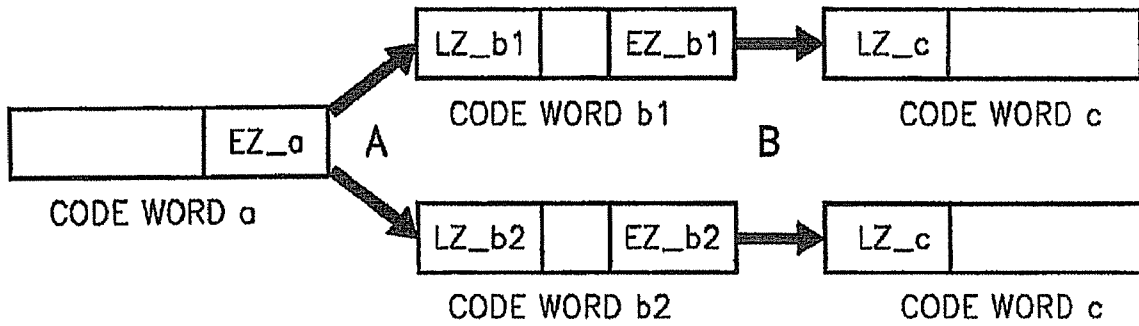 LZ_b1 EZ_b1 LZ_c
CODE WORD b1 CODE WORD c
EZ_a A B
CODE WORD a
LZ_b2 EZ_b2 LZ_c
CODE WORD b2 CODE WORD c